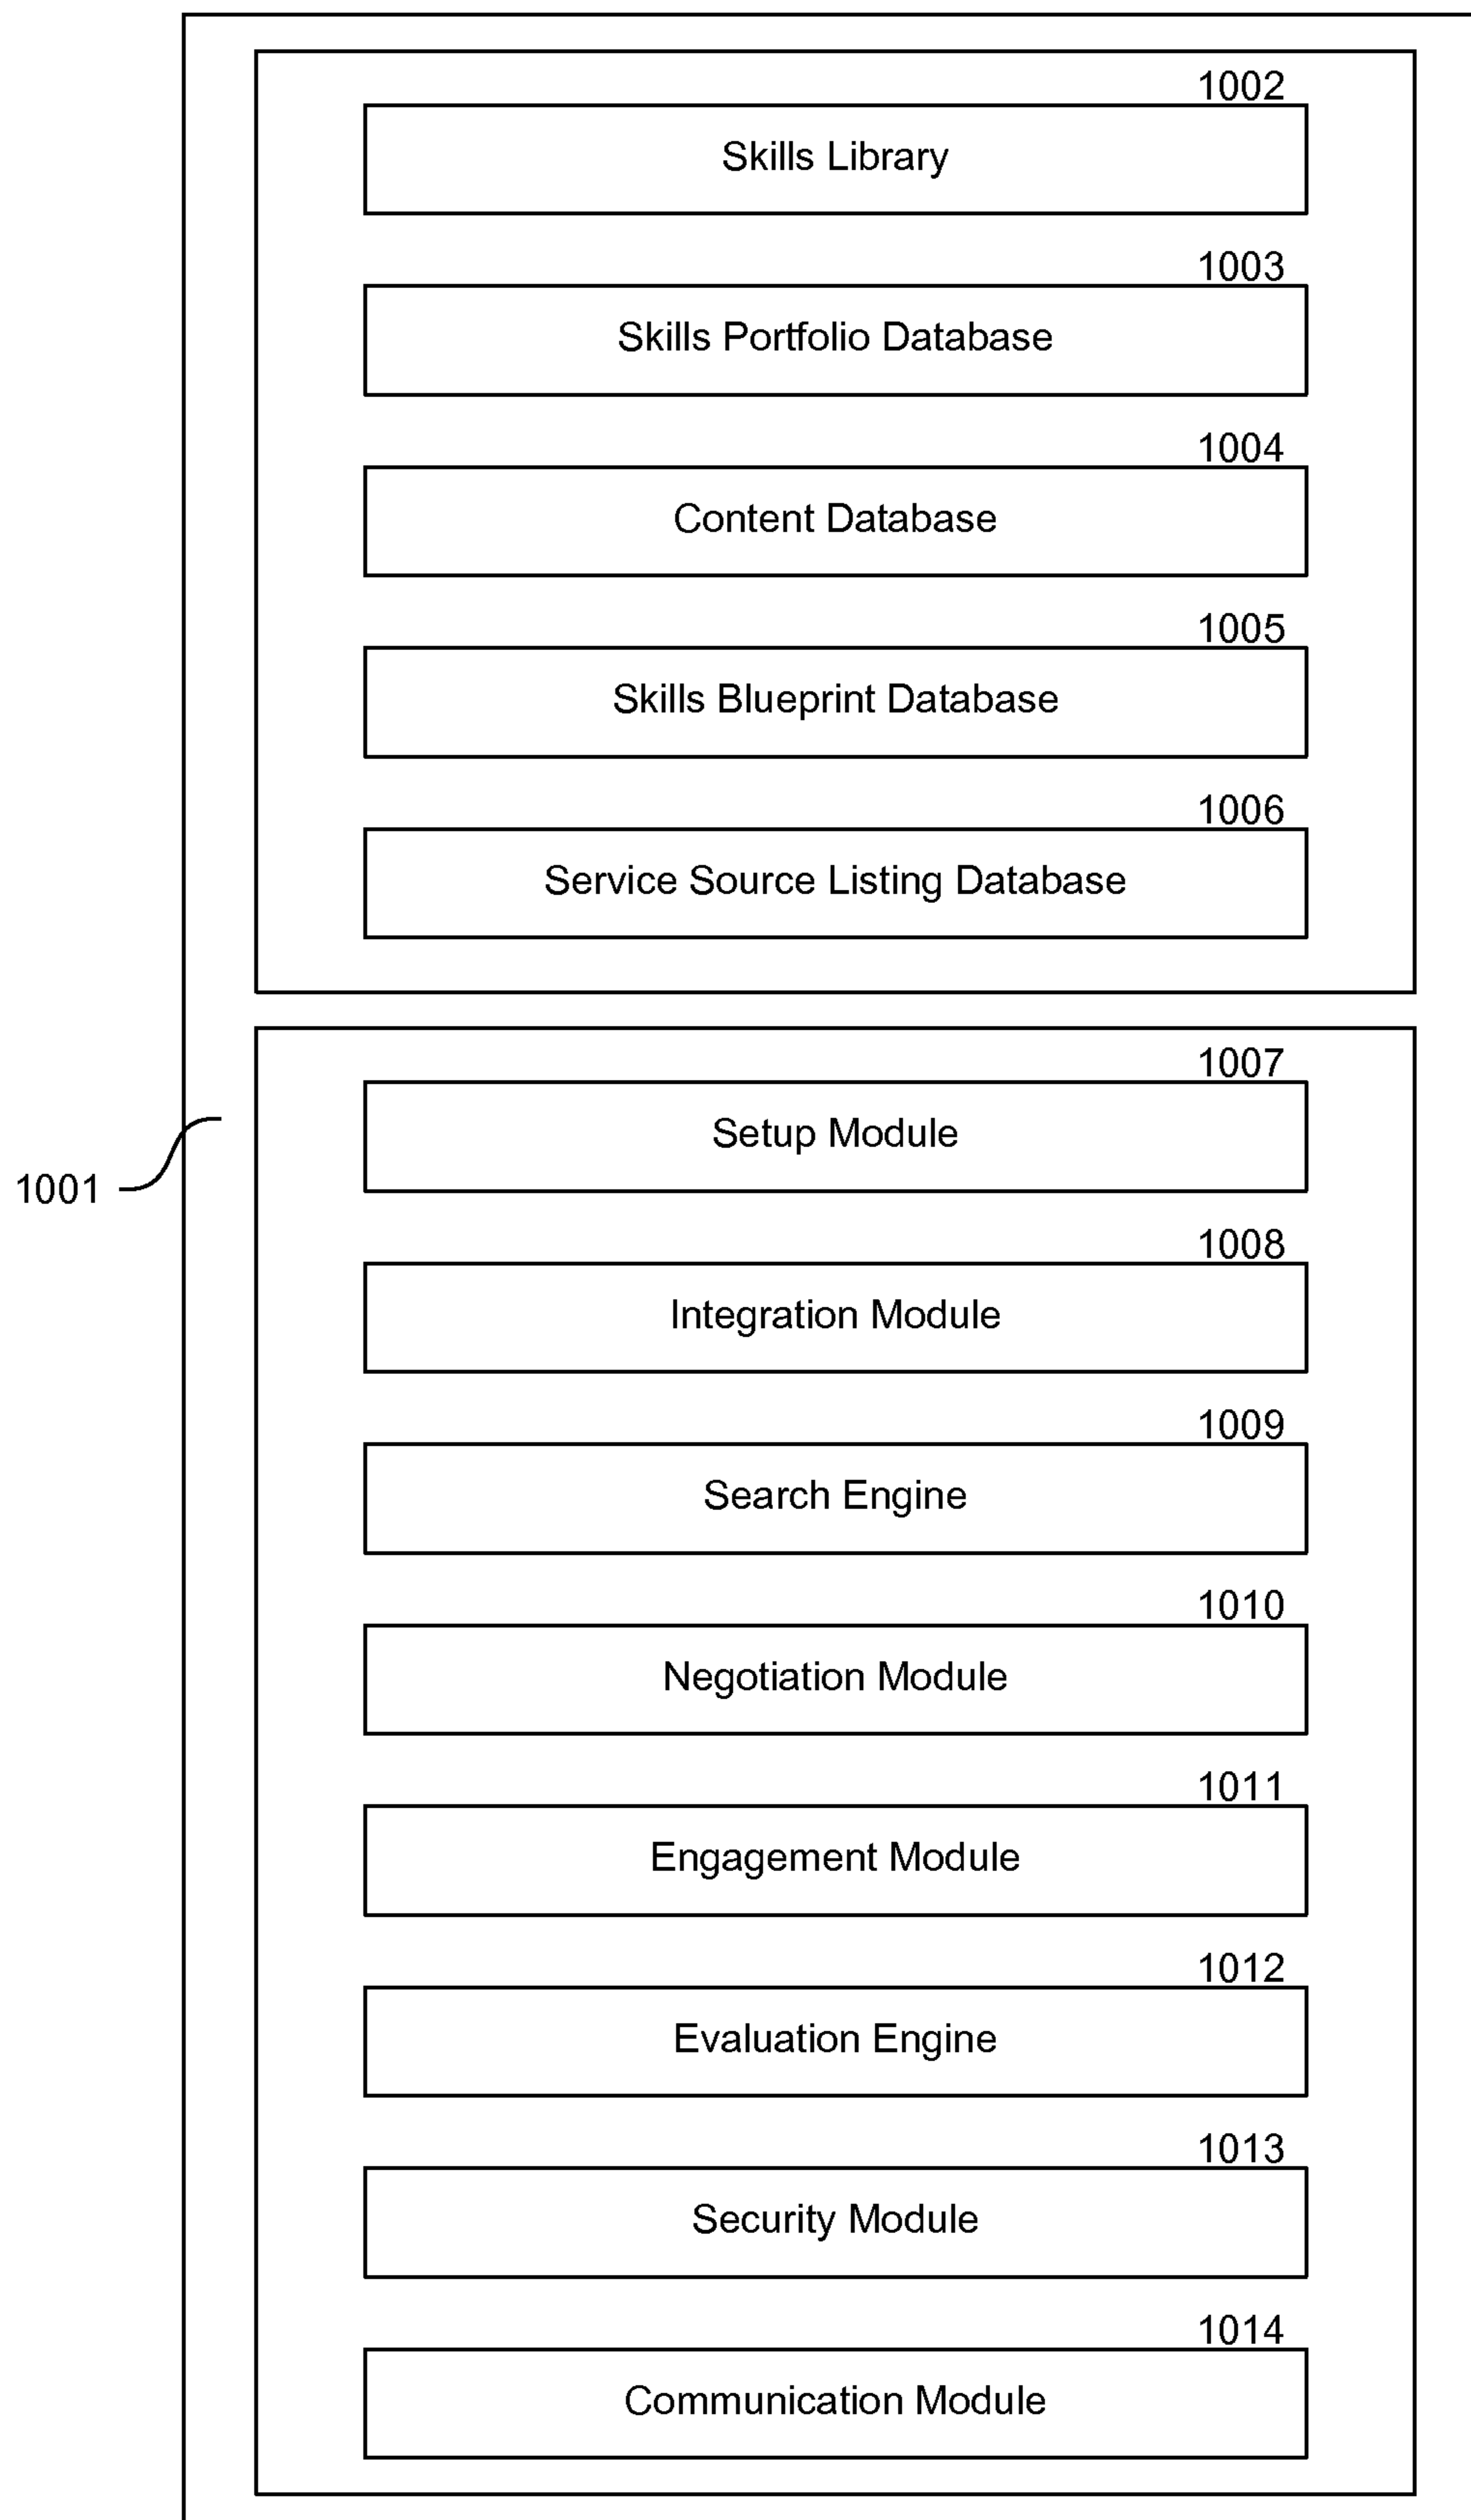 1002
Skills Library
1003
Skills Portfolio Database
1004
Content Database
1005
Skills Blueprint Database
1006
Service Source Listing Database
1007
Setup Module
1001
1008
Integration Module
1009
Search Engine
1010
Negotiation Module
1011
Engagement Module
1012
Evaluation Engine
1013
Security Module
1014
Communication Module